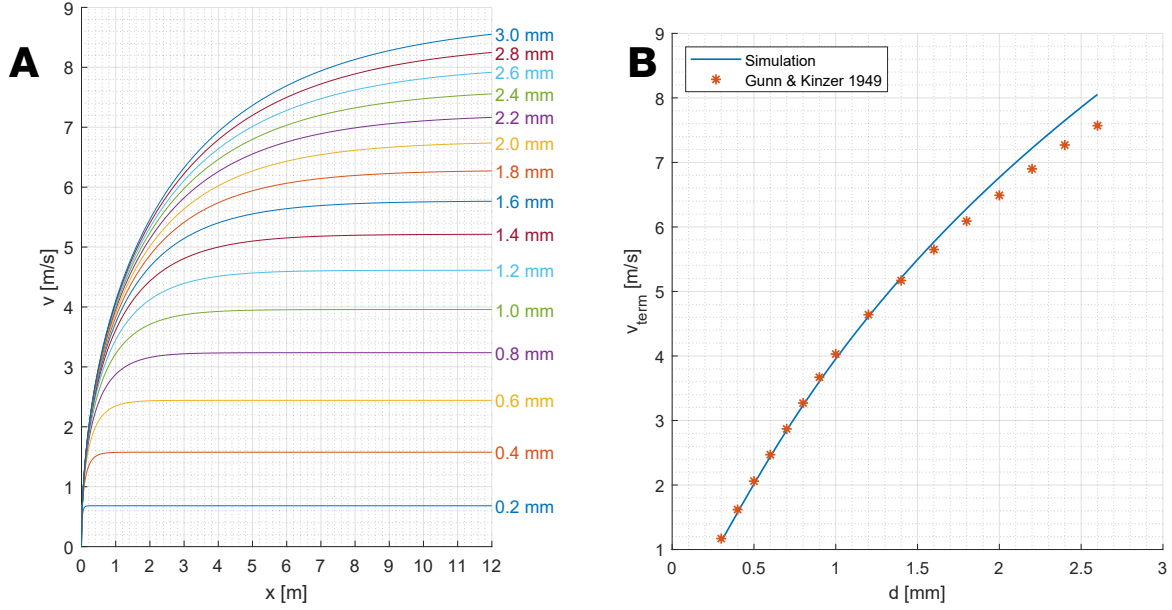 A
9
8
7
6
5
4
3
2
1
0
v [m/s]
3.0 mm
2.8 mm
2.6 mm
2.4 mm
2.2 mm
2.0 mm
1.8 mm
1.6 mm
1.4 mm
1.2 mm
1.0 mm
0.8 mm
0.6 mm
0.4 mm
0.2 mm
0 1 2 3 4 5 6 7 8 9 10 11 12
x [m]
B
Simulation
Gunn & Kinzer 1949
9
8
7
6
5
4
3
2
1
v_term [m/s]
0 0.5 1 1.5 2 2.5 3
d [mm]